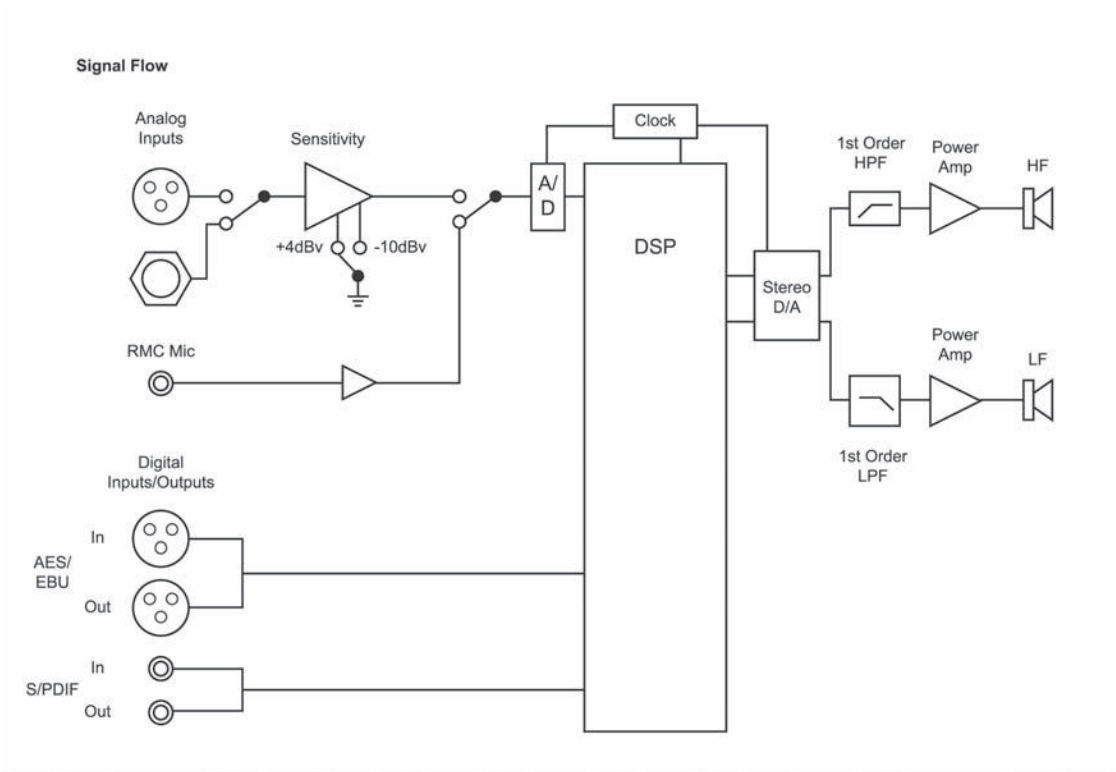 Signal Flow
Analog
Inputs
Sensitivity
+4dBv
-10dBv
RMC Mic
Digital
Inputs/Outputs
In
AES/
EBU
Out
In
S/PDIF
Out
A/
D
Clock
DSP
Stereo
D/A
1st Order
HPF
Power
Amp
HF
Power
Amp
LF
1st Order
LPF